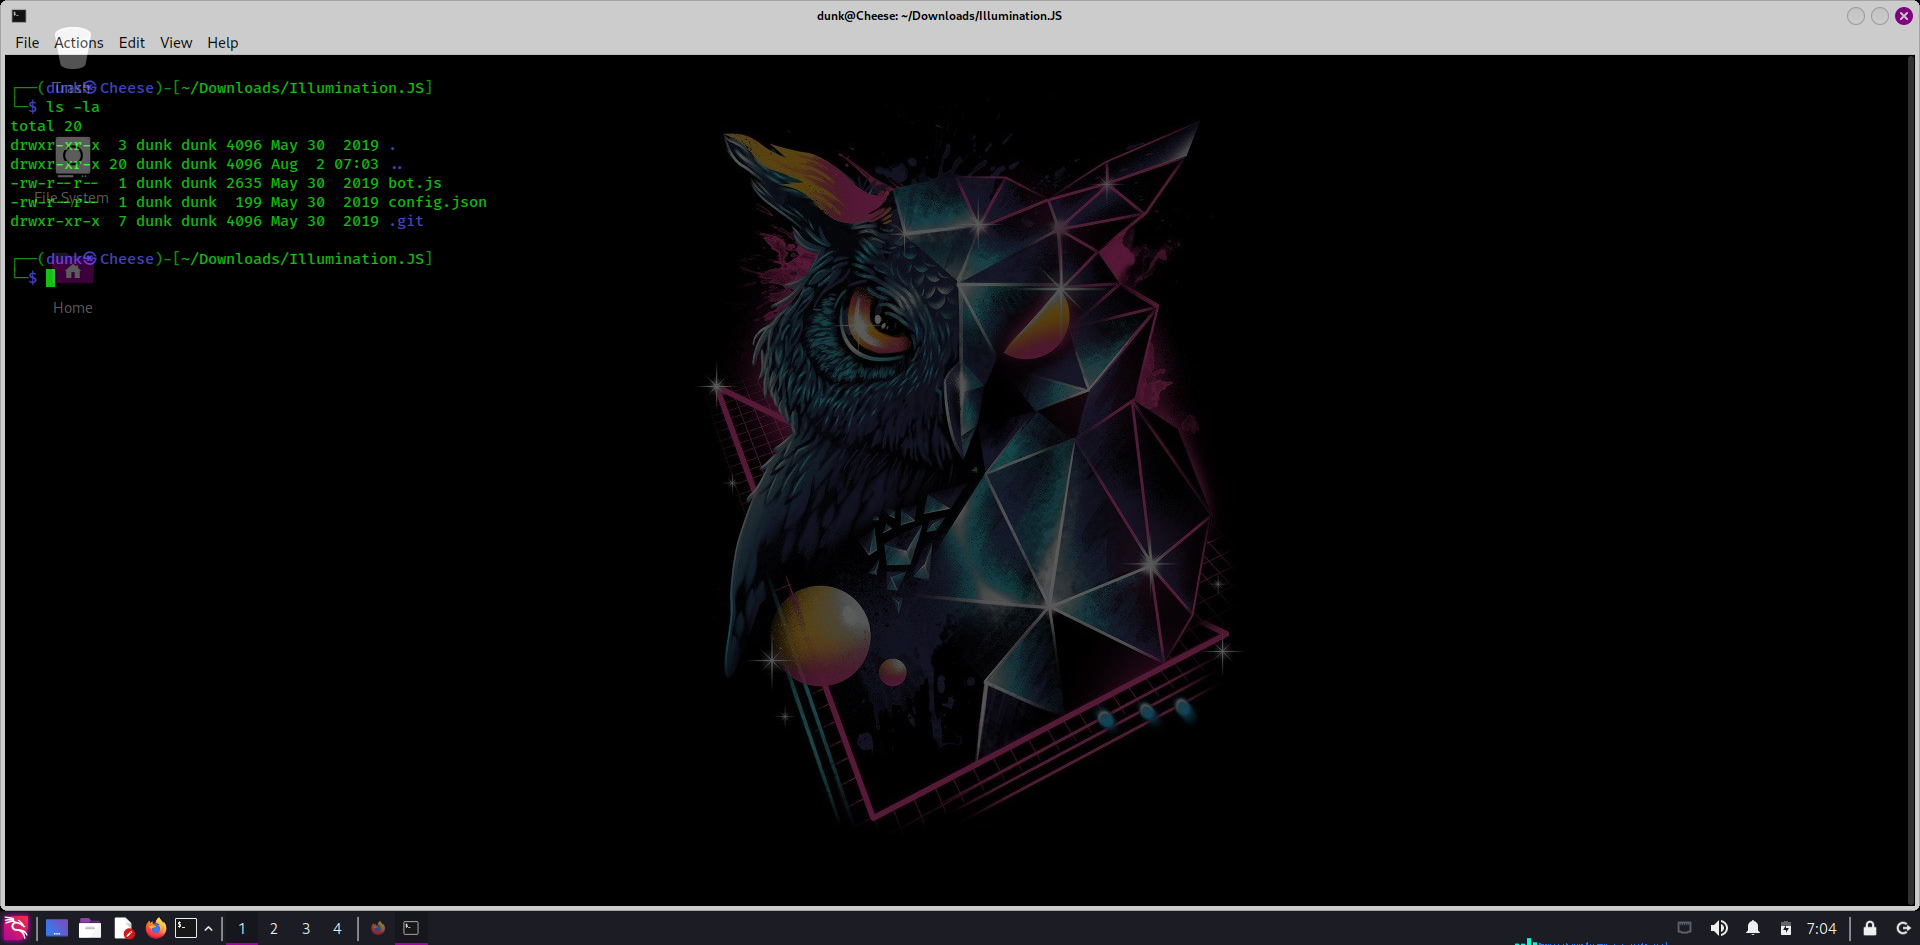 dunk@Cheese: ~/Downloads/Illumination.JS
File Actions Edit View Help
┌──(dunk㉿Cheese)-[~/Downloads/Illumination.JS]
└─$ ls -la
total 20
drwxr-xr-x  3 dunk dunk 4096 May 30  2019 .
drwxr-xr-x 20 dunk dunk 4096 Aug  2 07:03 ..
-rw-r--r--  1 dunk dunk 2635 May 30  2019 bot.js
-rw-r--r--  1 dunk dunk  199 May 30  2019 config.json
drwxr-xr-x  7 dunk dunk 4096 May 30  2019 .git
┌──(dunk㉿Cheese)-[~/Downloads/Illumination.JS]
└─$
Trash
File System
Home
1 2 3 4
7:04